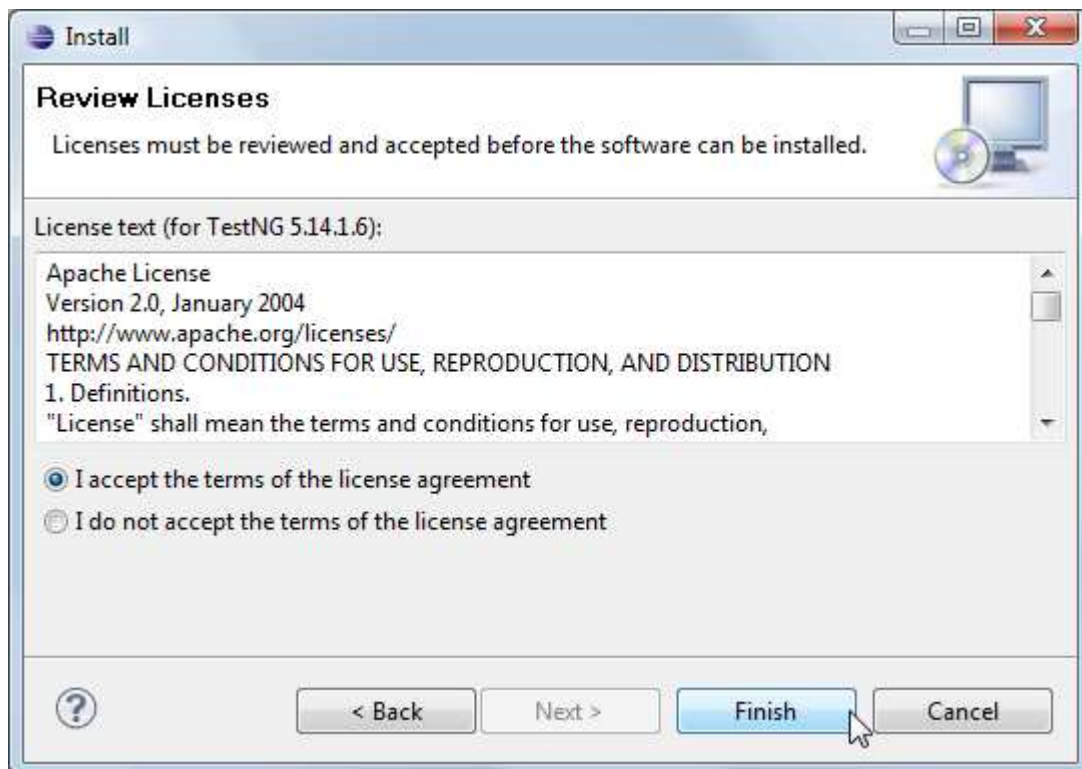 Install
Review Licenses
Licenses must be reviewed and accepted before the software can be installed.
License text (for TestNG 5.14.1.6):
Apache License
Version 2.0, January 2004
http://www.apache.org/licenses/
TERMS AND CONDITIONS FOR USE, REPRODUCTION, AND DISTRIBUTION
1. Definitions.
"License" shall mean the terms and conditions for use, reproduction,
I accept the terms of the license agreement
I do not accept the terms of the license agreement
? < Back Next > Finish Cancel